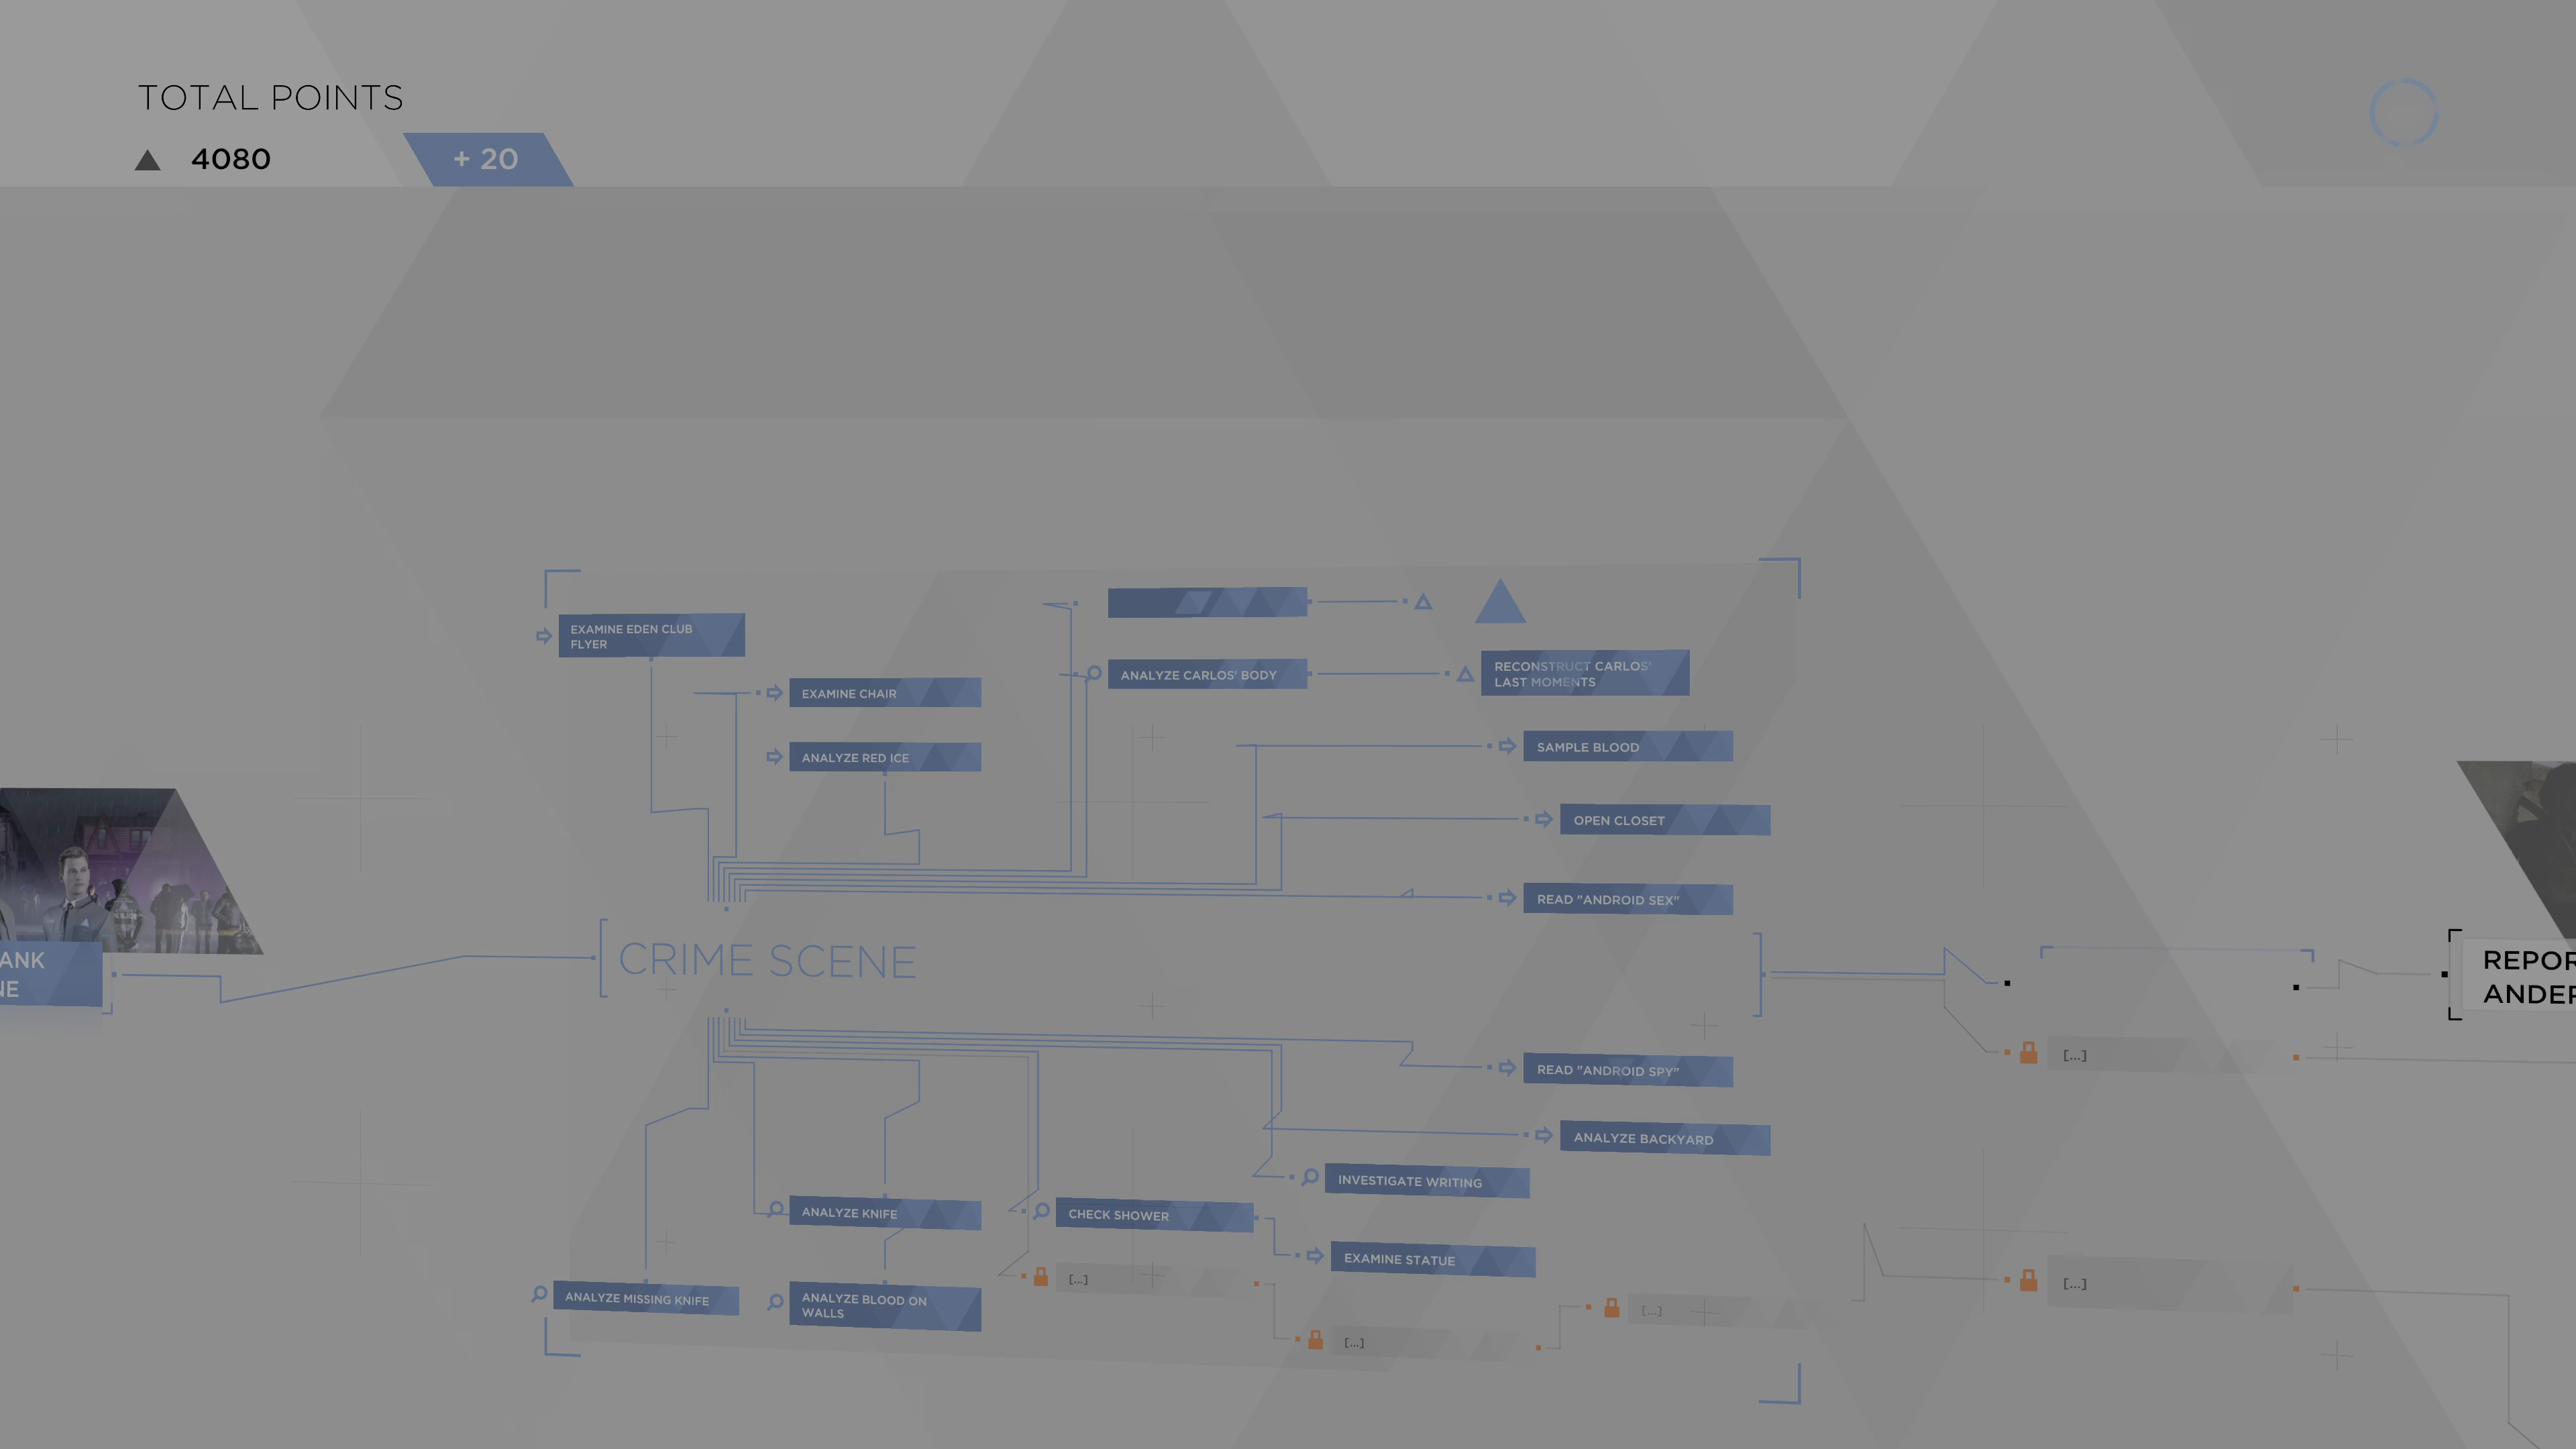 TOTAL POINTS
4080
+ 20
EXAMINE EDEN CLUB
FLYER
EXAMINE CHAIR
ANALYZE RED ICE
ANALYZE CARLOS' BODY
RECONSTRUCT CARLOS'
LAST MOMENTS
SAMPLE BLOOD
OPEN CLOSET
READ "ANDROID SEX"
ANK
NE
CRIME SCENE
REPOR
ANDER
[...]
READ "ANDROID SPY"
ANALYZE BACKYARD
INVESTIGATE WRITING
ANALYZE KNIFE
CHECK SHOWER
EXAMINE STATUE
[...]
[...]
ANALYZE MISSING KNIFE
ANALYZE BLOOD ON
WALLS
[...]
[...]